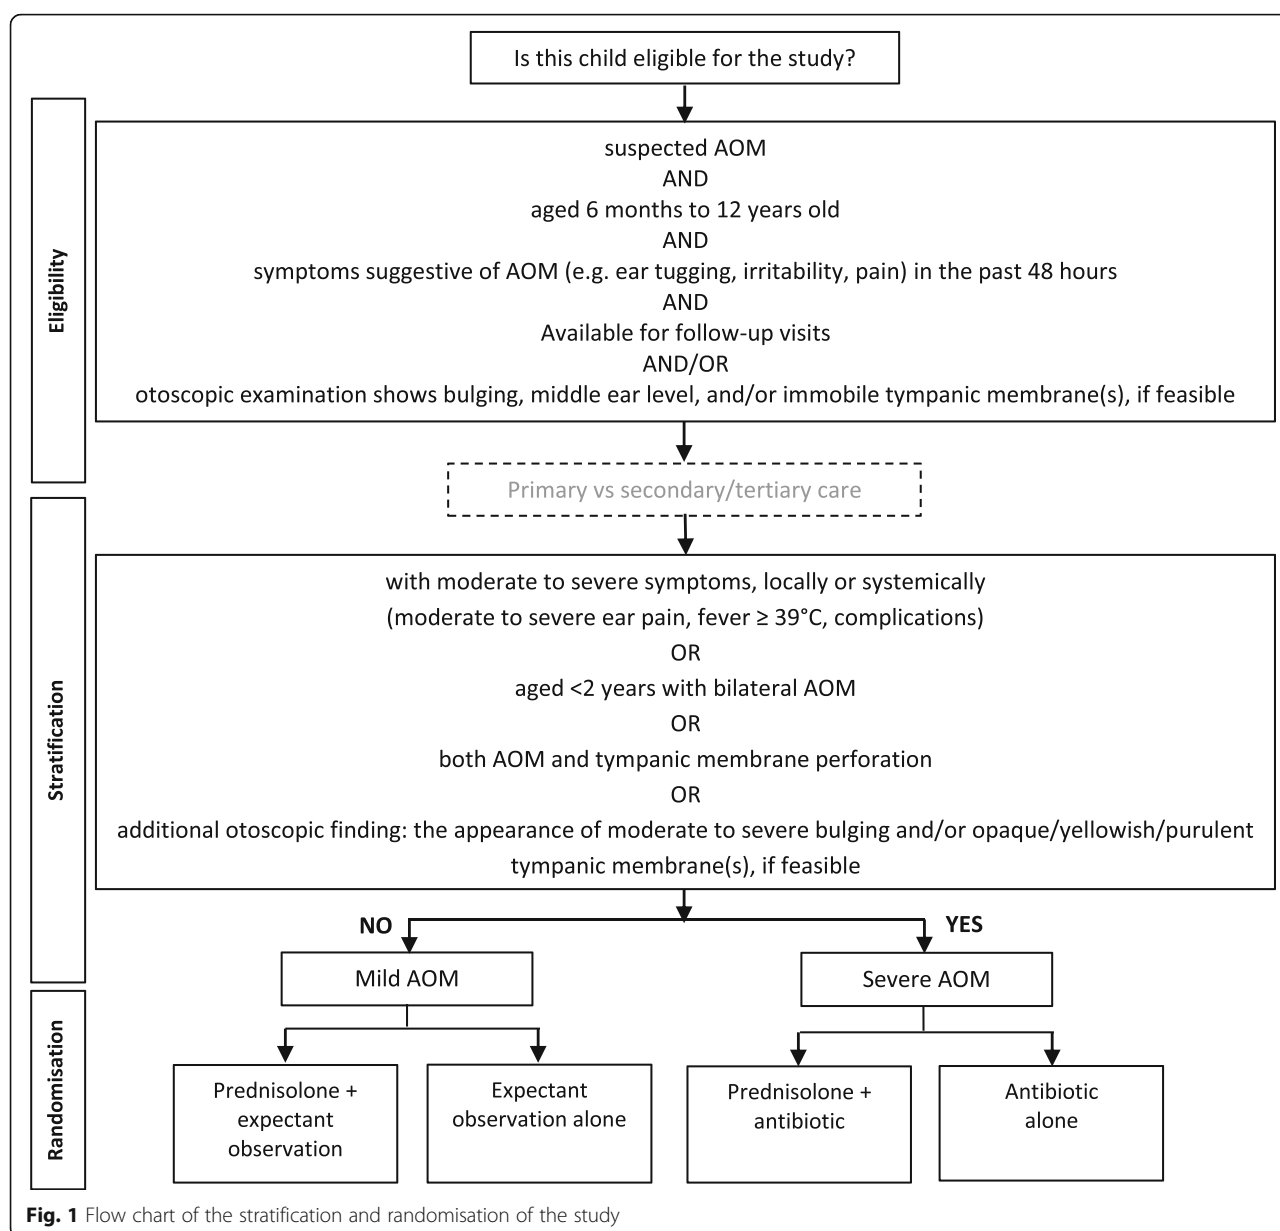 Is this child eligible for the study?
Eligibility
suspected AOM
AND
aged 6 months to 12 years old
AND
symptoms suggestive of AOM (e.g. ear tugging, irritability, pain) in the past 48 hours
AND
Available for follow-up visits
AND/OR
otoscopic examination shows bulging, middle ear level, and/or immobile tympanic membrane(s), if feasible
Primary vs secondary/tertiary care
Stratification
with moderate to severe symptoms, locally or systemically
(moderate to severe ear pain, fever ≥ 39°C, complications)
OR
aged <2 years with bilateral AOM
OR
both AOM and tympanic membrane perforation
OR
additional otoscopic finding: the appearance of moderate to severe bulging and/or opaque/yellowish/purulent
tympanic membrane(s), if feasible
NO
YES
Mild AOM
Severe AOM
Randomisation
Prednisolone +
expectant
observation
Expectant
observation alone
Prednisolone +
antibiotic
Antibiotic
alone
Fig. 1 Flow chart of the stratification and randomisation of the study